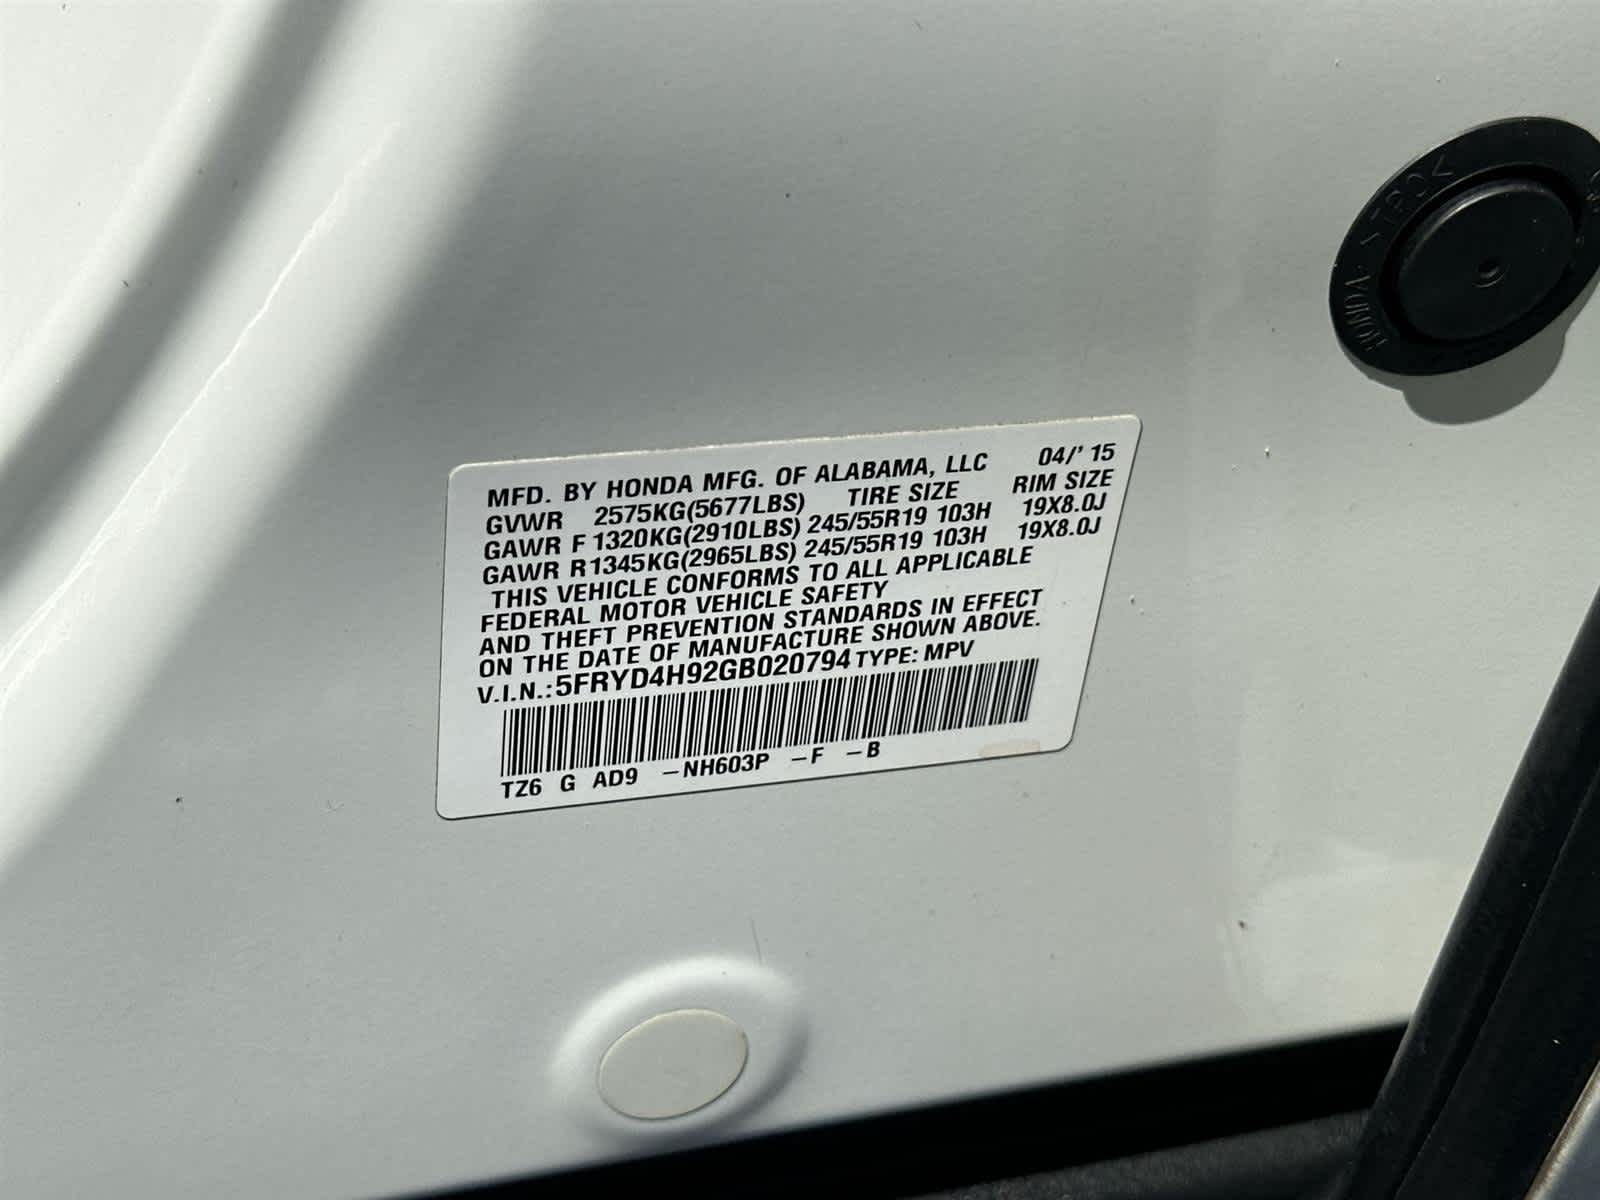 MFD. BY HONDA MFG. OF ALABAMA, LLC 04/' 15
GVWR 2575KG(5677LBS) TIRE SIZE RIM SIZE
GAWR F 1320KG(2910LBS) 245/55R19 103H 19X8.0J
GAWR R1345KG(2965LBS) 245/55R19 103H 19X8.0J
THIS VEHICLE CONFORMS TO ALL APPLICABLE
FEDERAL MOTOR VEHICLE SAFETY
AND THEFT PREVENTION STANDARDS IN EFFECT
ON THE DATE OF MANUFACTURE SHOWN ABOVE.
V.I.N.: 5FRYD4H92GB020794 TYPE: MPV
TZ6 G AD9 -NH603P -F -B
HONDA